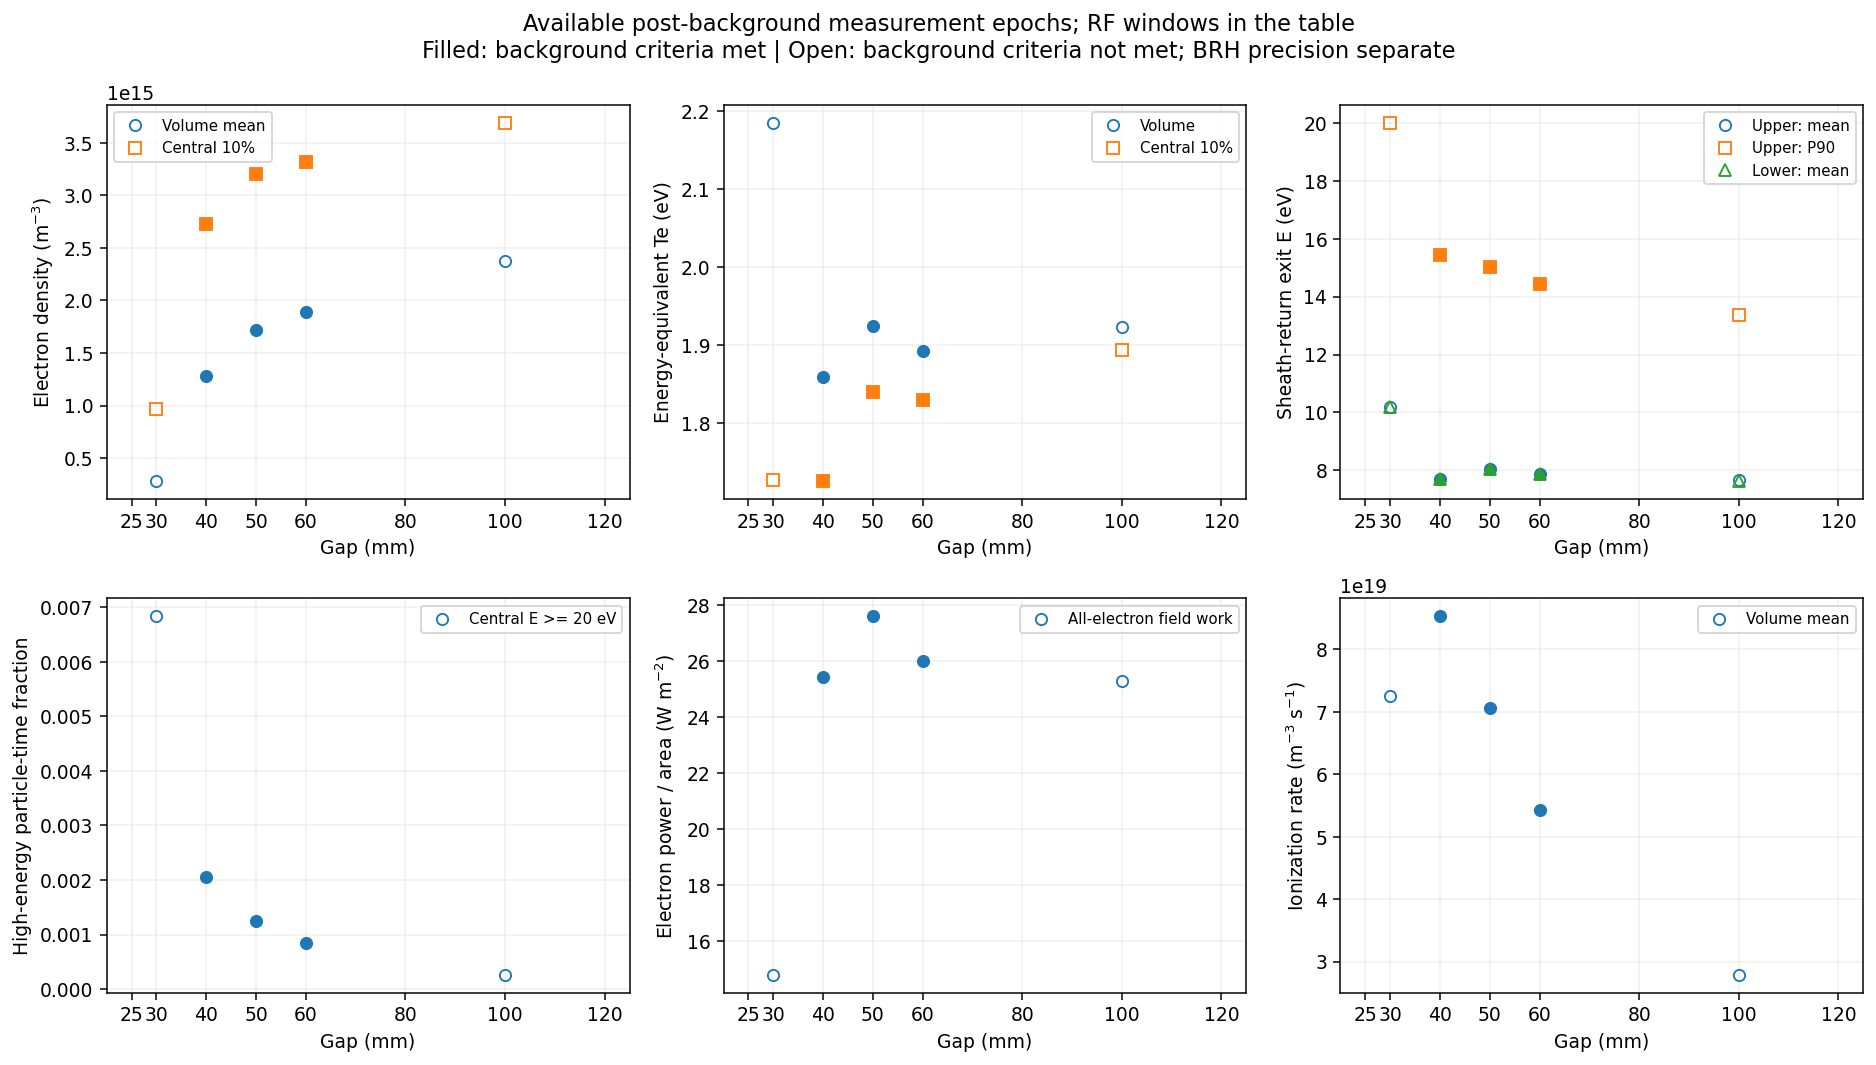 Available post-background measurement epochs; RF windows in the table
Filled: background criteria met | Open: background criteria not met; BRH precision separate
1e15
Electron density (m⁻³)
3.5
3.0
2.5
2.0
1.5
1.0
0.5
Volume mean
Central 10%
25 30 40 50 60 80 100 120
Gap (mm)
Energy-equivalent Te (eV)
2.2
2.1
2.0
1.9
1.8
Volume
Central 10%
25 30 40 50 60 80 100 120
Gap (mm)
Sheath-return exit E (eV)
20
18
16
14
12
10
8
Upper: mean
Upper: P90
Lower: mean
25 30 40 50 60 80 100 120
Gap (mm)
High-energy particle-time fraction
0.007
0.006
0.005
0.004
0.003
0.002
0.001
0.000
Central E >= 20 eV
25 30 40 50 60 80 100 120
Gap (mm)
Electron power / area (W m⁻²)
28
26
24
22
20
18
16
All-electron field work
25 30 40 50 60 80 100 120
Gap (mm)
1e19
Ionization rate (m⁻³ s⁻¹)
8
7
6
5
4
3
Volume mean
25 30 40 50 60 80 100 120
Gap (mm)